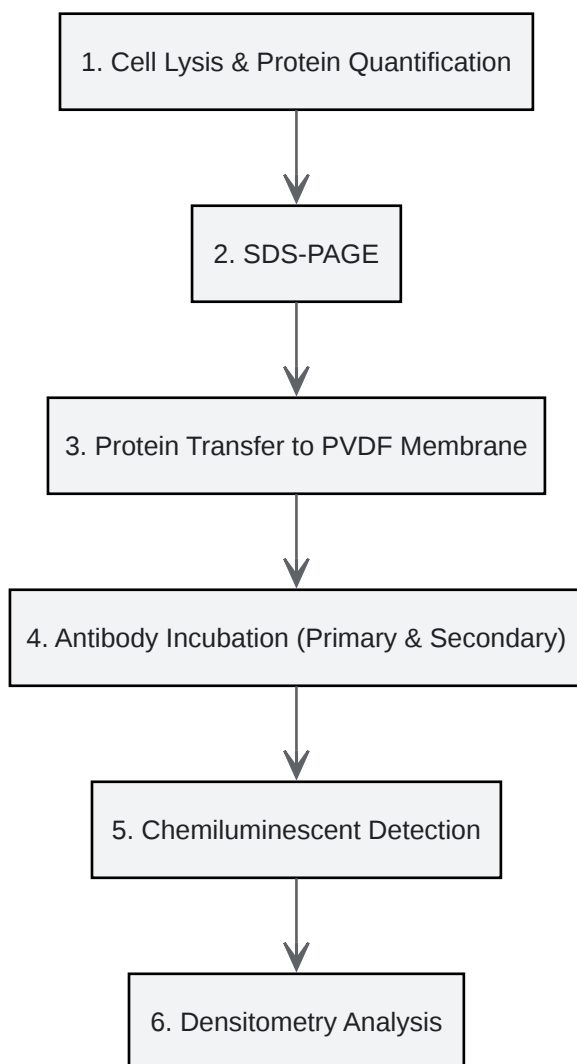 1. Cell Lysis & Protein Quantification
2. SDS-PAGE
3. Protein Transfer to PVDF Membrane
4. Antibody Incubation (Primary & Secondary)
5. Chemiluminescent Detection
6. Densitometry Analysis